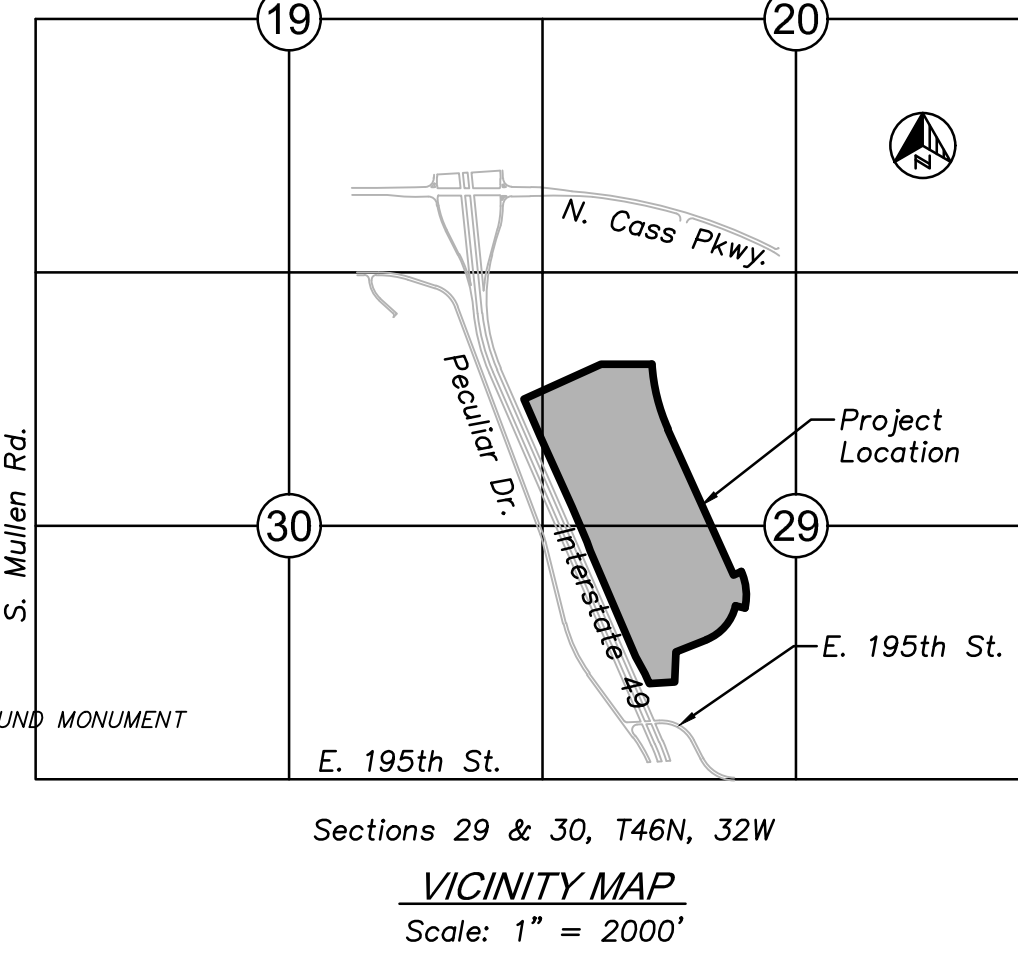 19
20
N
N. Cass Pkwy.
Peculiar Dr.
Project
Location
S. Mullen Rd.
30
29
Interstate 49
E. 195th St.
UND MONUMENT
E. 195th St.
Sections 29 & 30, T46N, 32W
VICINITY MAP
Scale: 1” = 2000’